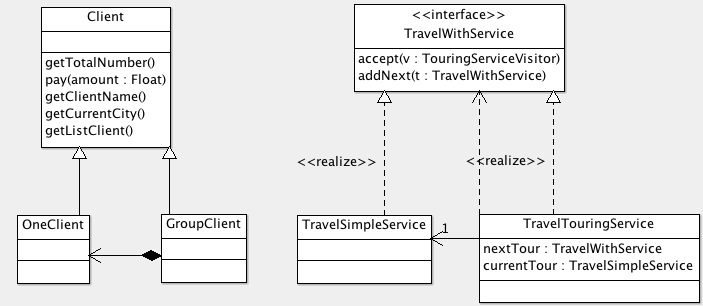 Client
getTotalNumber()
pay(amount : Float)
getClientName()
getCurrentCity()
getListClient()
OneClient
GroupClient
<<interface>>
TravelWithService
accept(v : TouringServiceVisitor)
addNext(t : TravelWithService)
<<realize>>
<<realize>>
TravelSimpleService
1
TravelTouringService
nextTour : TravelWithService
currentTour : TravelSimpleService